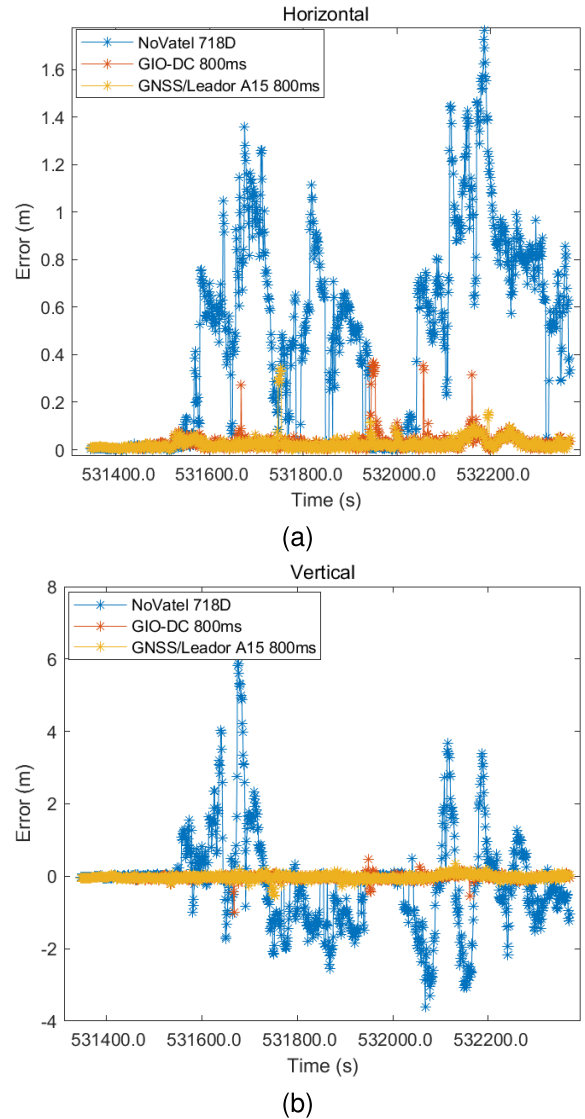 Horizontal
NoVatel 718D
GIO-DC 800ms
GNSS/Leador A15 800ms
1.6
1.4
1.2
1
0.8
0.6
0.4
0.2
0
Error (m)
531400.0 531600.0 531800.0 532000.0 532200.0
Time (s)
(a)
Vertical
NoVatel 718D
GIO-DC 800ms
GNSS/Leador A15 800ms
8
6
4
2
0
-2
-4
Error (m)
531400.0 531600.0 531800.0 532000.0 532200.0
Time (s)
(b)